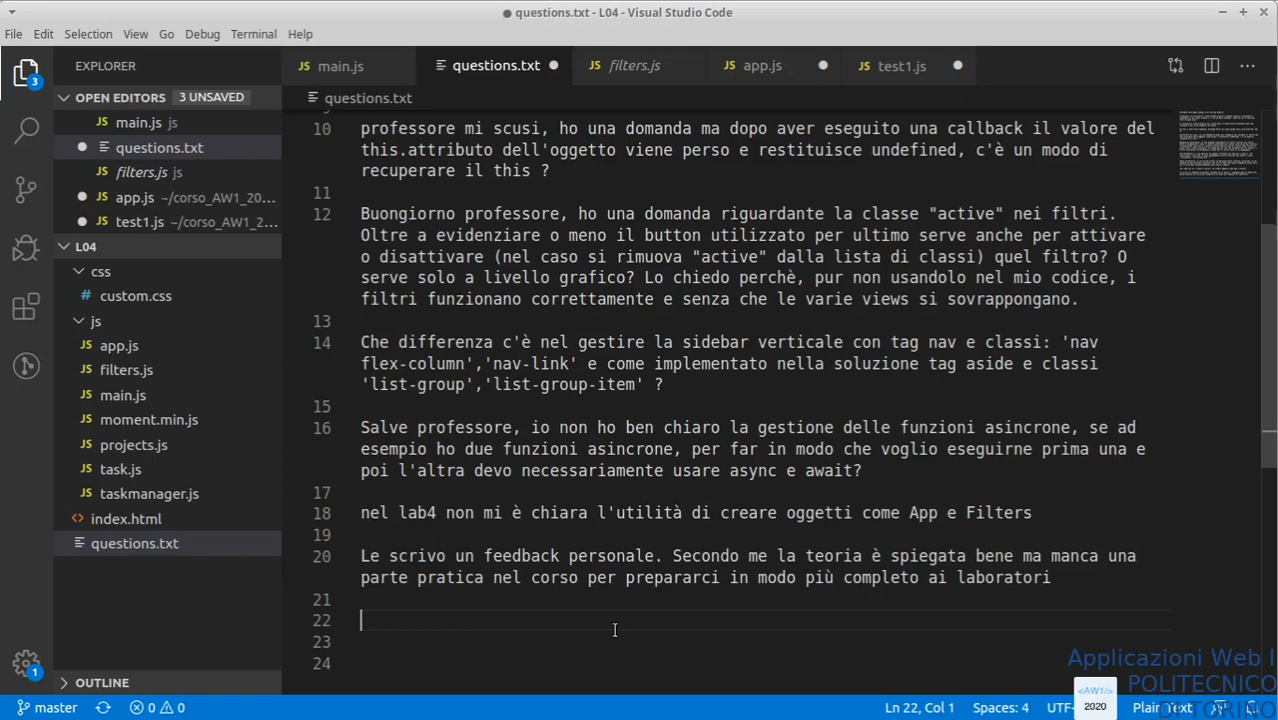 questions.txt - L04 - Visual Studio Code
File Edit Selection View Go Debug Terminal Help
EXPLORER
main.js
questions.txt
filters.js
app.js
test1.js
OPEN EDITORS 3 UNSAVED
questions.txt
main.js js
questions.txt
filters.js js
app.js ~/corso_AW1_20...
test1.js ~/corso_AW1_2...
L04
css
custom.css
js
app.js
filters.js
main.js
moment.min.js
projects.js
task.js
taskmanager.js
index.html
questions.txt
OUTLINE
3
1
10 professore mi scusi, ho una domanda ma dopo aver eseguito una callback il valore del
this.attributo dell'oggetto viene perso e restituisce undefined, c'è un modo di
recuperare il this ?
11
12 Buongiorno professore, ho una domanda riguardante la classe "active" nei filtri.
Oltre a evidenziare o meno il button utilizzato per ultimo serve anche per attivare
o disattivare (nel caso si rimuova "active" dalla lista di classi) quel filtro? O
serve solo a livello grafico? Lo chiedo perchè, pur non usandolo nel mio codice, i
filtri funzionano correttamente e senza che le varie views si sovrappongano.
13
14 Che differenza c'è nel gestire la sidebar verticale con tag nav e classi: 'nav
flex-column','nav-link' e come implementato nella soluzione tag aside e classi
'list-group','list-group-item' ?
15
16 Salve professore, io non ho ben chiaro la gestione delle funzioni asincrone, se ad
esempio ho due funzioni asincrone, per far in modo che voglio eseguirne prima una e
poi l'altra devo necessariamente usare async e await?
17
18 nel lab4 non mi è chiara l'utilità di creare oggetti come App e Filters
19
20 Le scrivo un feedback personale. Secondo me la teoria è spiegata bene ma manca una
parte pratica nel corso per prepararci in modo più completo ai laboratori
21
22
23
24
Applicazioni Web I
POLITECNICO
DI TORINO
<AW1/>
2020
master 0 0 Ln 22, Col 1 Spaces: 4 UTF- Plain Text